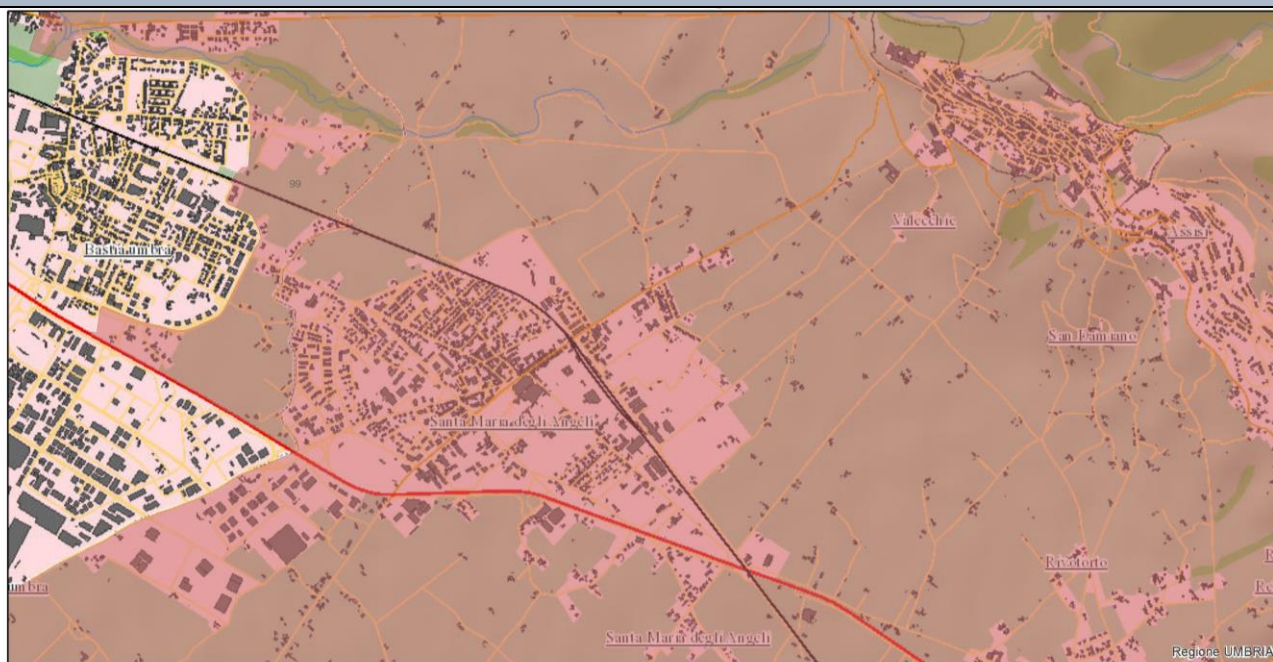 99
Valecchie
Bastia umbra
Assisi
San Damiano
15
Santa Maria degli Angeli
Rivotorto
umbra
Santa Maria degli Angeli
Regione UMBRIA